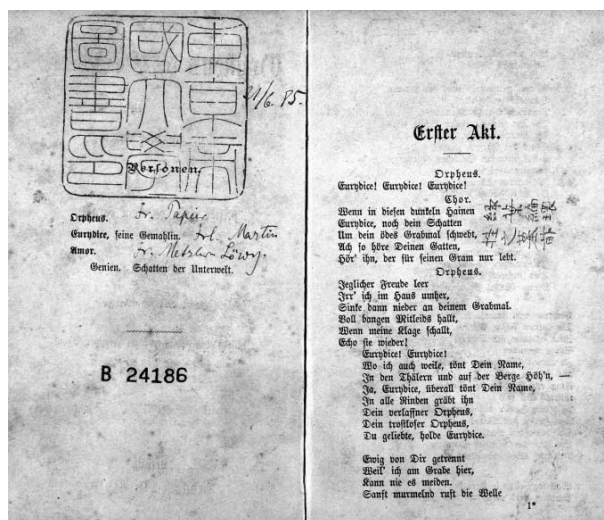 東京帝
國大學
圖書印
21/6. 85.
Personen.
Orpheus. Fr. Papier
Eurydice, seine Gemahlin. Frl. Martin
Amor. Fr. Metzler Löwy.
Genien. Schatten der Unterwelt.
B 24186
Erster Akt.
Orpheus.
Eurydice! Eurydice! Eurydice!
Chor.
Wenn in diesen dunkeln Hainen
Eurydice, noch dein Schatten
Um dein ödes Grabmal schwebt,
Ach so höre Deinen Gatten,
Hör' ihn, der für seinen Gram nur lebt.
Orpheus.
Jeglicher Freude leer
Irr' ich im Haus umher,
Sinke dann nieder an deinem Grabmal.
Voll bangen Mitleids hallt,
Wenn meine Klage schallt,
Echo sie wieder!
Eurydice! Eurydice!
Wo ich auch weile, tönt Dein Name,
In den Thälern und auf der Berge Höh'n, —
Ja, Eurydice, überall tönt Dein Name,
In alle Rinden gräbt ihn
Dein verlassner Orpheus,
Dein trostloser Orpheus,
Du geliebte, holde Eurydice.
Ewig von Dir getrennt
Weil' ich am Grabe hier,
Kann nie es meiden.
Sanft murmelnd ruft die Welle
1*